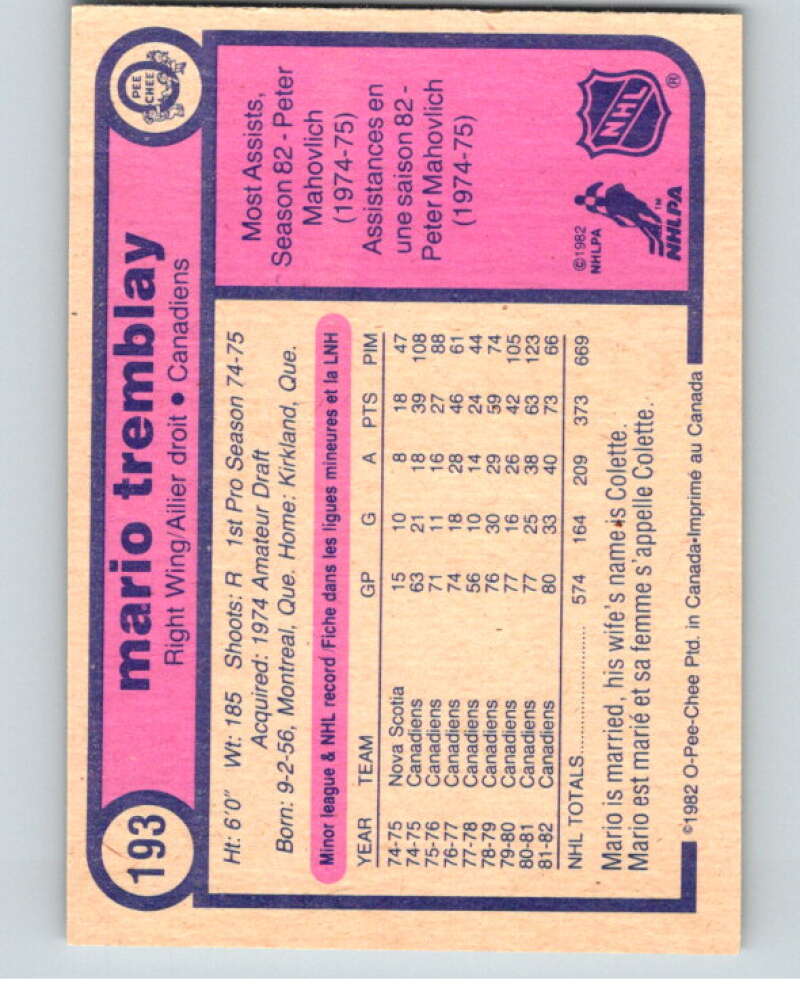 193
mario tremblay
Right Wing/Ailier droit • Canadiens
O
PEE
CHEE
Ht: 6'0" Wt: 185 Shoots: R 1st Pro Season 74-75
Acquired: 1974 Amateur Draft
Born: 9-2-56, Montreal, Que. Home: Kirkland, Que.
Minor league & NHL record/Fiche dans les ligues mineures et la LNH
YEAR TEAM GP G A PTS PIM
74-75 Nova Scotia 15 10 8 18 47
74-75 Canadiens 63 21 18 39 108
75-76 Canadiens 71 11 16 27 88
76-77 Canadiens 74 18 28 46 61
77-78 Canadiens 56 10 14 24 44
78-79 Canadiens 76 30 29 59 74
79-80 Canadiens 77 16 26 42 105
80-81 Canadiens 77 25 38 63 123
81-82 Canadiens 80 33 40 73 66
NHL TOTALS.................... 574 164 209 373 669
Mario is married, his wife's name is Colette.
Mario est marié et sa femme s'appelle Colette.
Most Assists,
Season 82 - Peter
Mahovlich
(1974-75)
Assistances en
une saison 82 -
Peter Mahovlich
(1974-75)
©1982
NHLPA
NHLPA™
NHL®
©1982 O-Pee-Chee Ptd. in Canada•Imprimé au Canada